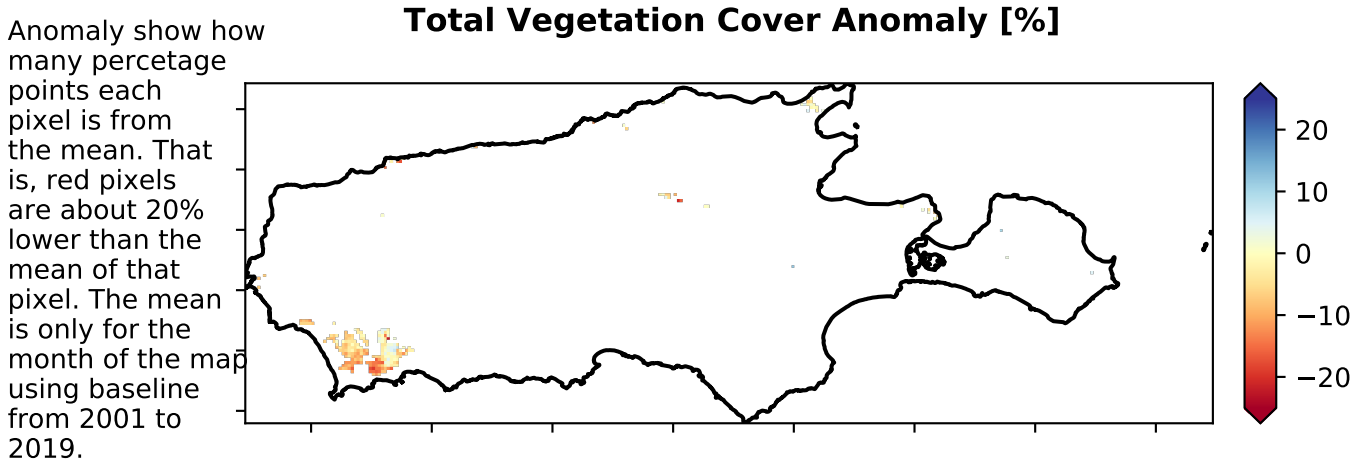 Total Vegetation Cover Anomaly [%]
Anomaly show how
many percetage
points each
pixel is from
the mean. That
is, red pixels
are about 20%
lower than the
mean of that
pixel. The mean
is only for the
month of the map
using baseline
from 2001 to
2019.
20
10
0
−10
−20